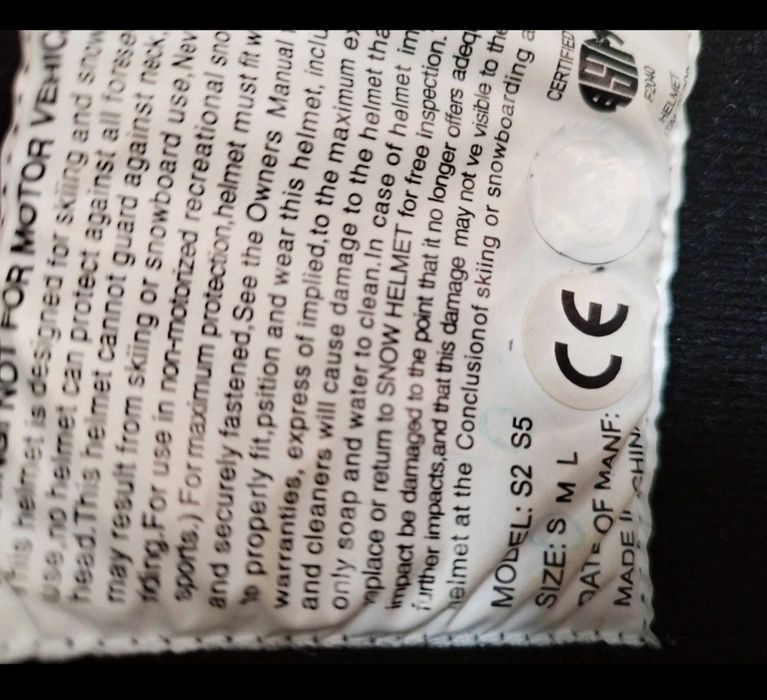 NOT FOR MOTOR VEHIC
This helmet is designed for skiing and snow
use,no helmet can protect against all forese
head.This helmet cannot guard against neck,
may result from skiing or snowboard use,Nev
riding.For use in non-motorized recreational sno
sports.) For maximum protection,helmet must fit w
and securely fastened,See the Owners Manual
to properly fit,psition and wear this helmet, inclu
warranties, express of implied,to the maximum ex
and cleaners will cause damage to the helmet tha
only soap and water to clean.In case of helmet im
replace or return to SNOW HELMET for free inspection.
impact be damaged to the point that it no longer offers adeq
further impacts,and that this damage may not ve visible to the
helmet at the Conclusionof skiing or snowboarding a
MODEL: S2 S5
SIZE: S M L
DATE OF MANF:
MADE I CHIN
CE
CERTIFIED
ASTM
F2040
HELMET